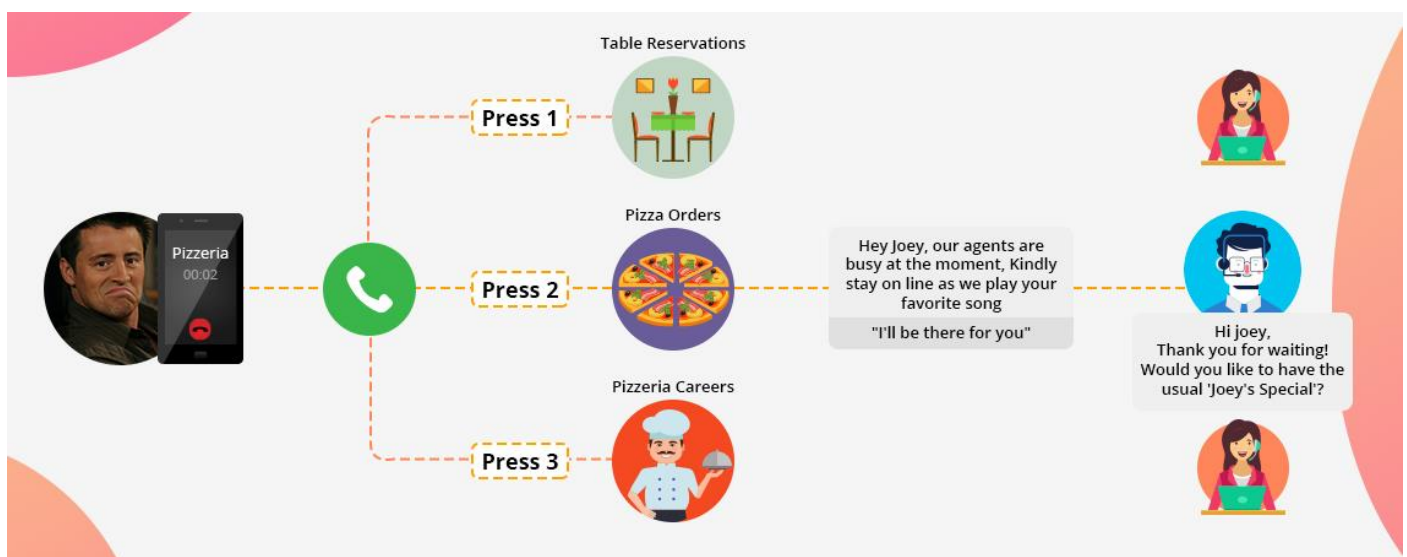 Table Reservations
Press 1
Pizzeria
00:02
Pizza Orders
Press 2
Hey Joey, our agents are
busy at the moment, Kindly
stay on line as we play your
favorite song
"I'll be there for you"
Hi joey,
Thank you for waiting!
Would you like to have the
usual 'Joey's Special'?
Pizzeria Careers
Press 3